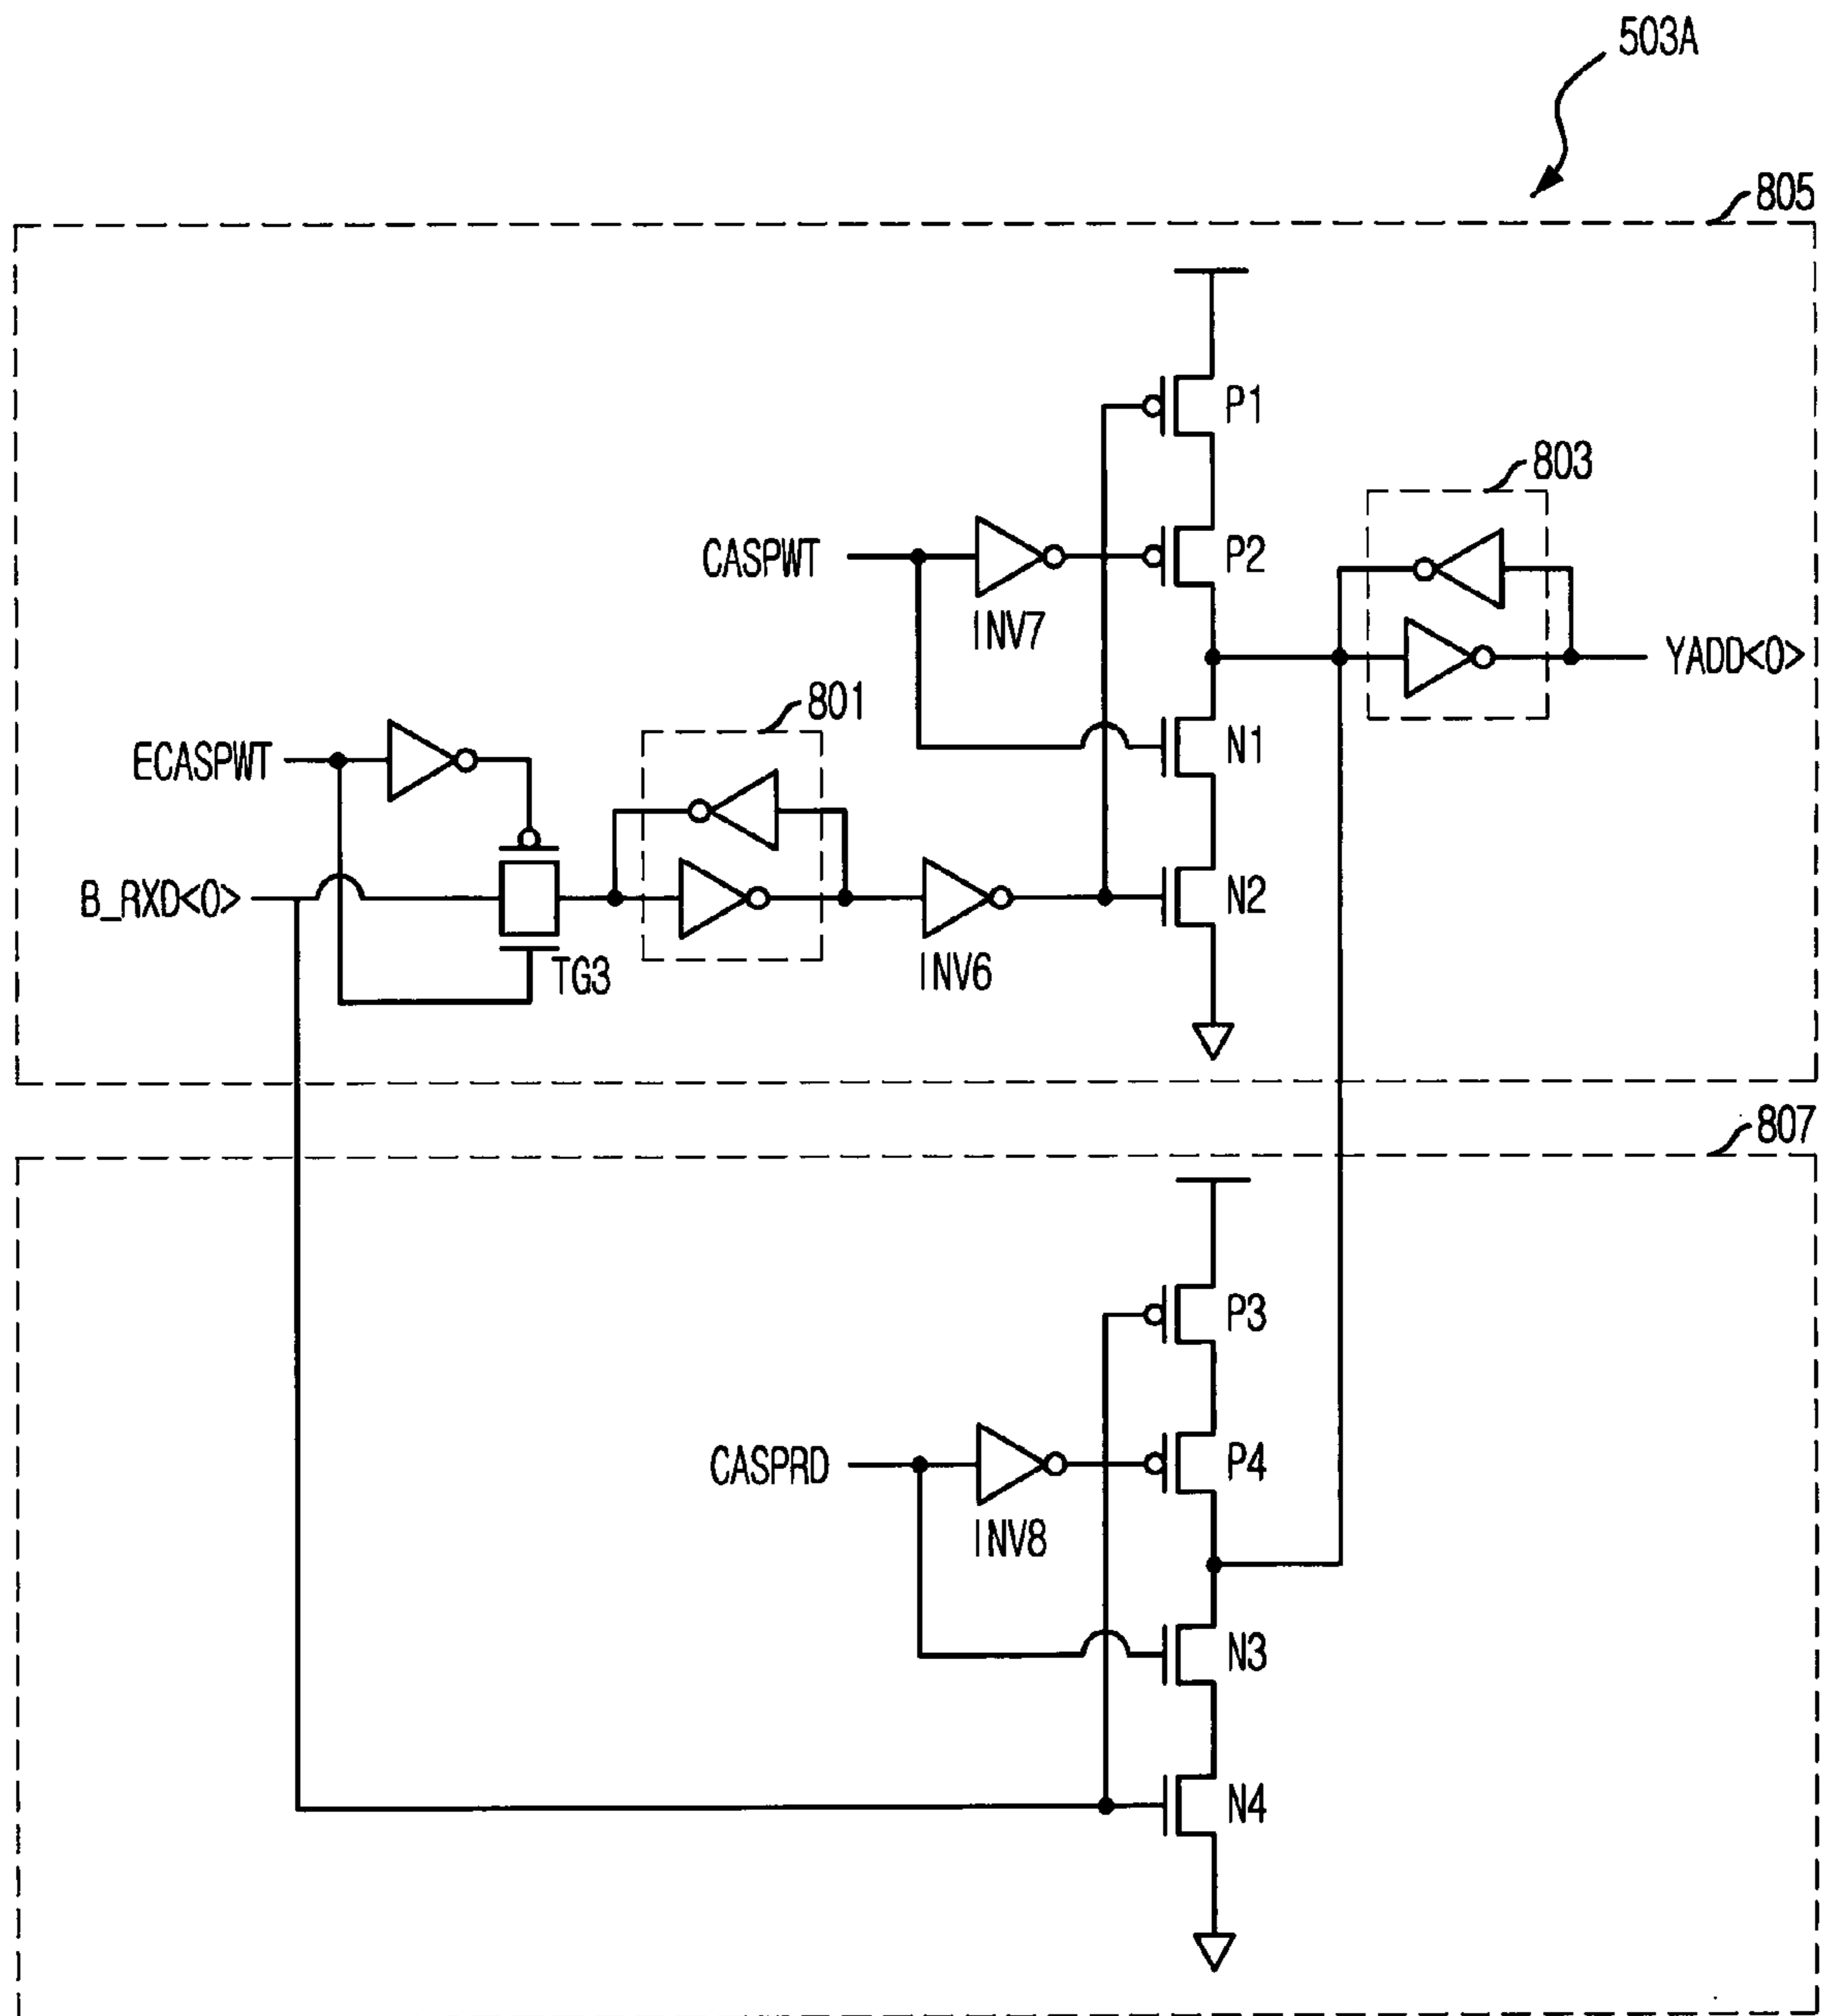 503A
805
P1
803
CASPWT
P2
INV7
YADD<0>
801
N1
ECASPWT
B_RXD<0>
N2
TG3
INV6
807
P3
CASPRD
P4
INV8
N3
N4